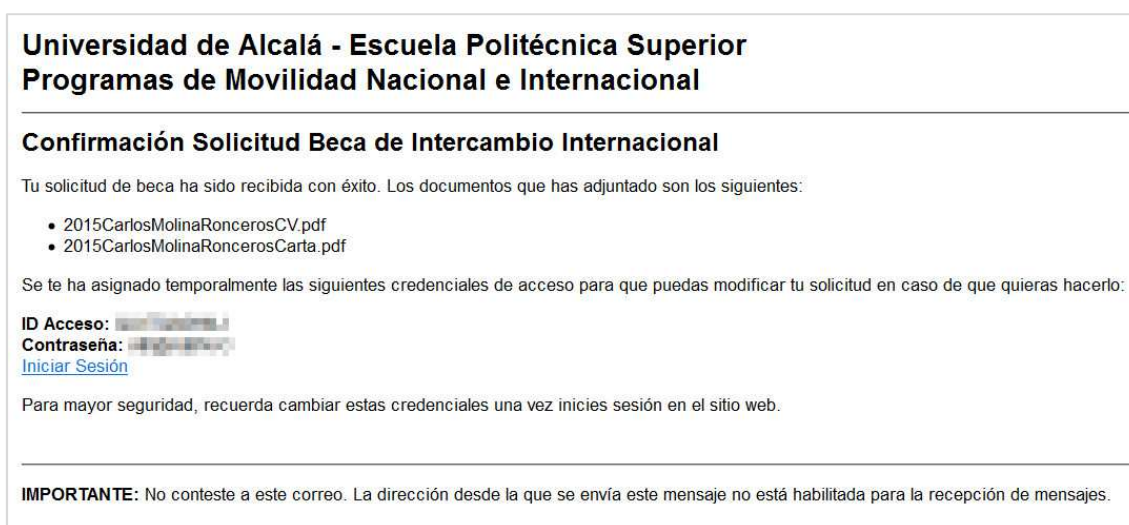 Universidad de Alcalá - Escuela Politécnica Superior
Programas de Movilidad Nacional e Internacional
Confirmación Solicitud Beca de Intercambio Internacional
Tu solicitud de beca ha sido recibida con éxito. Los documentos que has adjuntado son los siguientes:
• 2015CarlosMolinaRoncerosCV.pdf
• 2015CarlosMolinaRoncerosCarta.pdf
Se te ha asignado temporalmente las siguientes credenciales de acceso para que puedas modificar tu solicitud en caso de que quieras hacerlo:
ID Acceso:
Contraseña:
Iniciar Sesión
Para mayor seguridad, recuerda cambiar estas credenciales una vez inicies sesión en el sitio web.
IMPORTANTE: No conteste a este correo. La dirección desde la que se envía este mensaje no está habilitada para la recepción de mensajes.